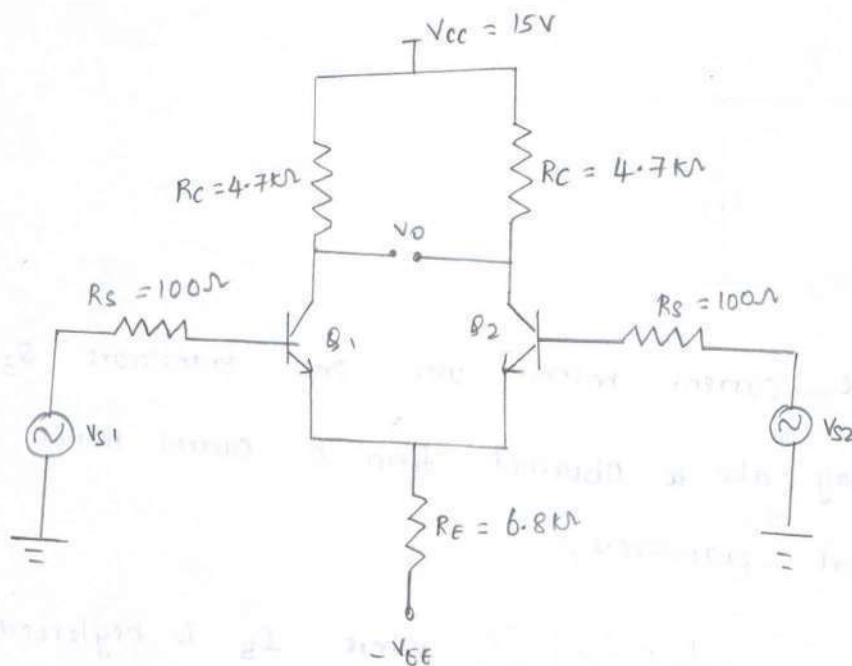 Vcc = 15V
Rc = 4.7KΩ
Rc = 4.7KΩ
Vo
Rs = 100Ω
Rs = 100Ω
Q1
Q2
Vs1
Vs2
RE = 6.8KΩ
-VEE